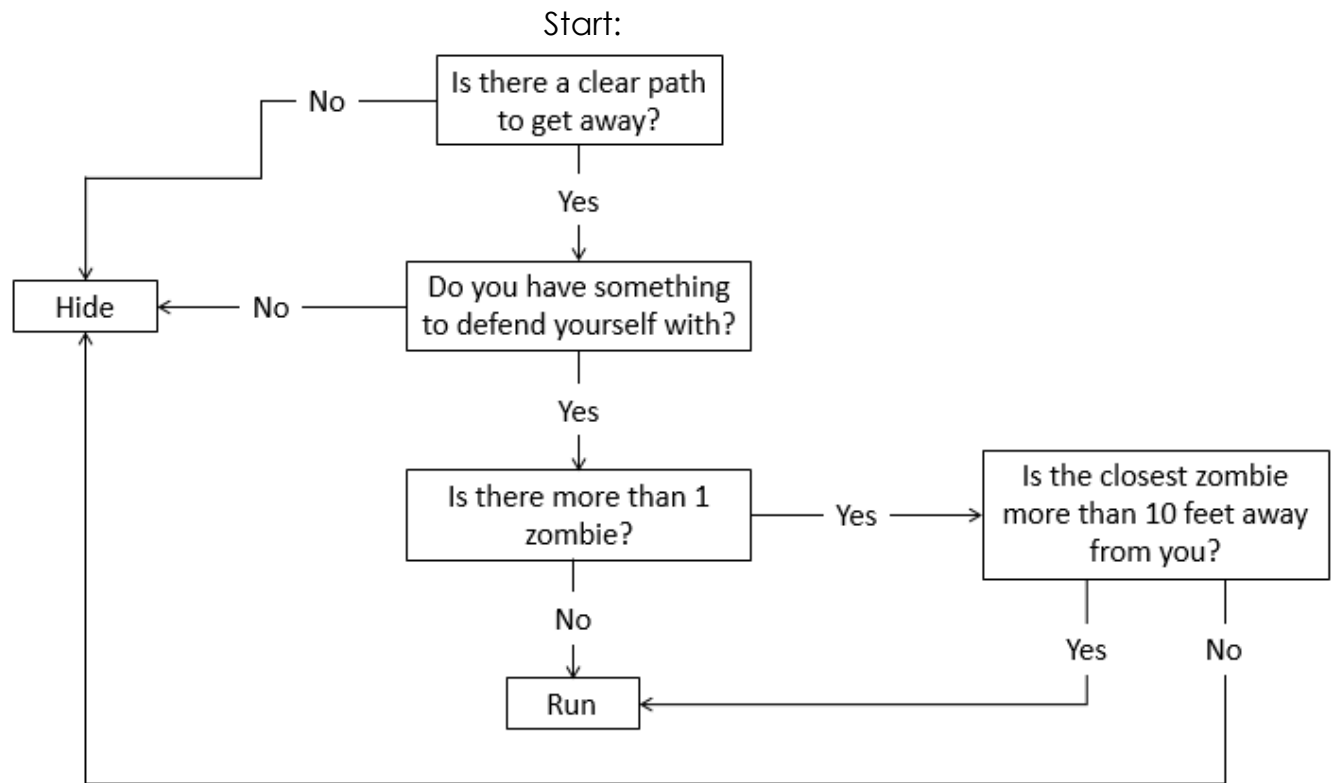 Start:
Is there a clear path
to get away?
No
Yes
Hide
No
Do you have something
to defend yourself with?
Yes
Is there more than 1
zombie?
Yes
Is the closest zombie
more than 10 feet away
from you?
No
Yes
No
Run